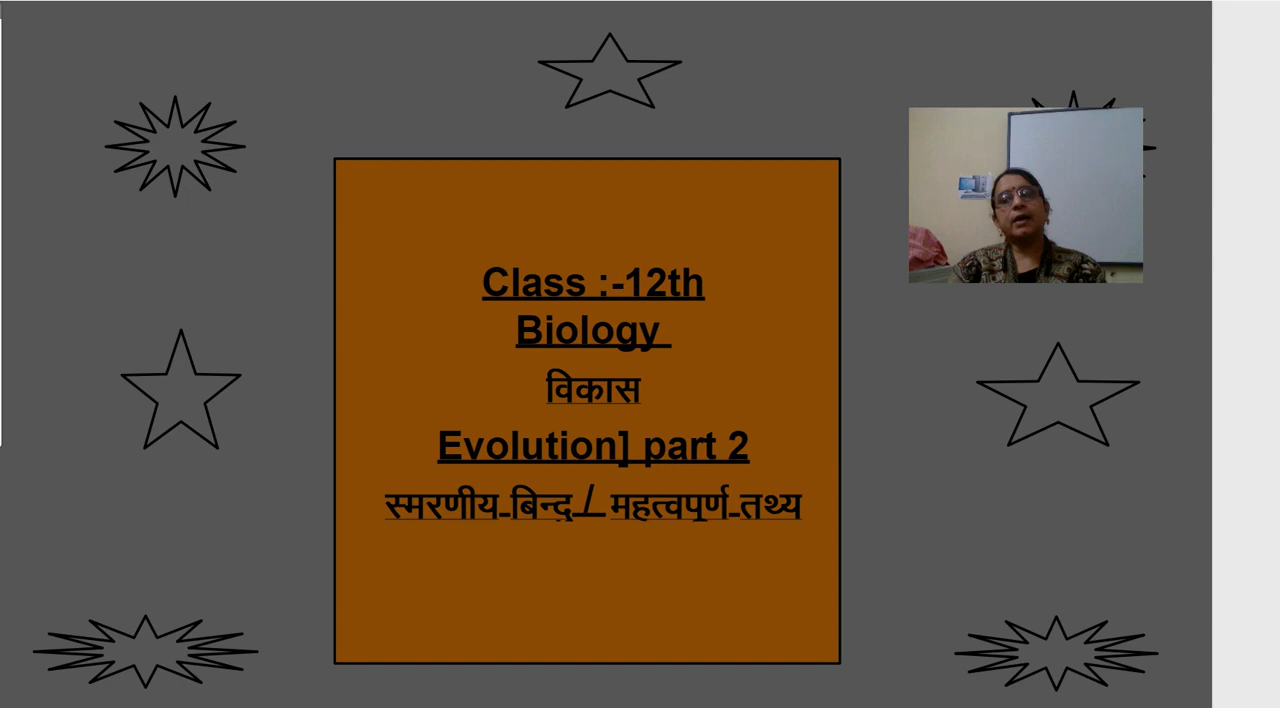 Class :-12th
Biology
विकास
Evolution] part 2
स्मरणीय बिन्दु / महत्वपूर्ण तथ्य